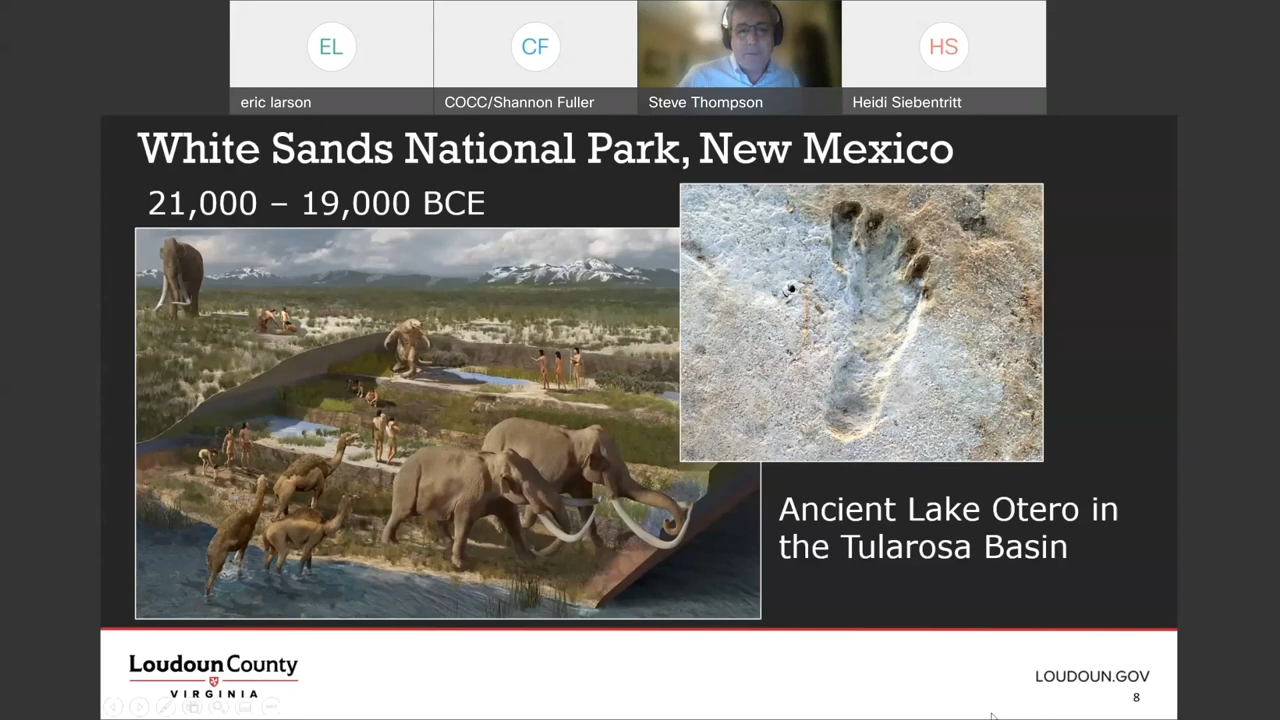 EL
CF
HS
eric larson
COCC/Shannon Fuller
Steve Thompson
Heidi Siebentritt
White Sands National Park, New Mexico
21,000 – 19,000 BCE
Ancient Lake Otero in
the Tularosa Basin
Loudoun County
VIRGINIA
LOUDOUN.GOV
8